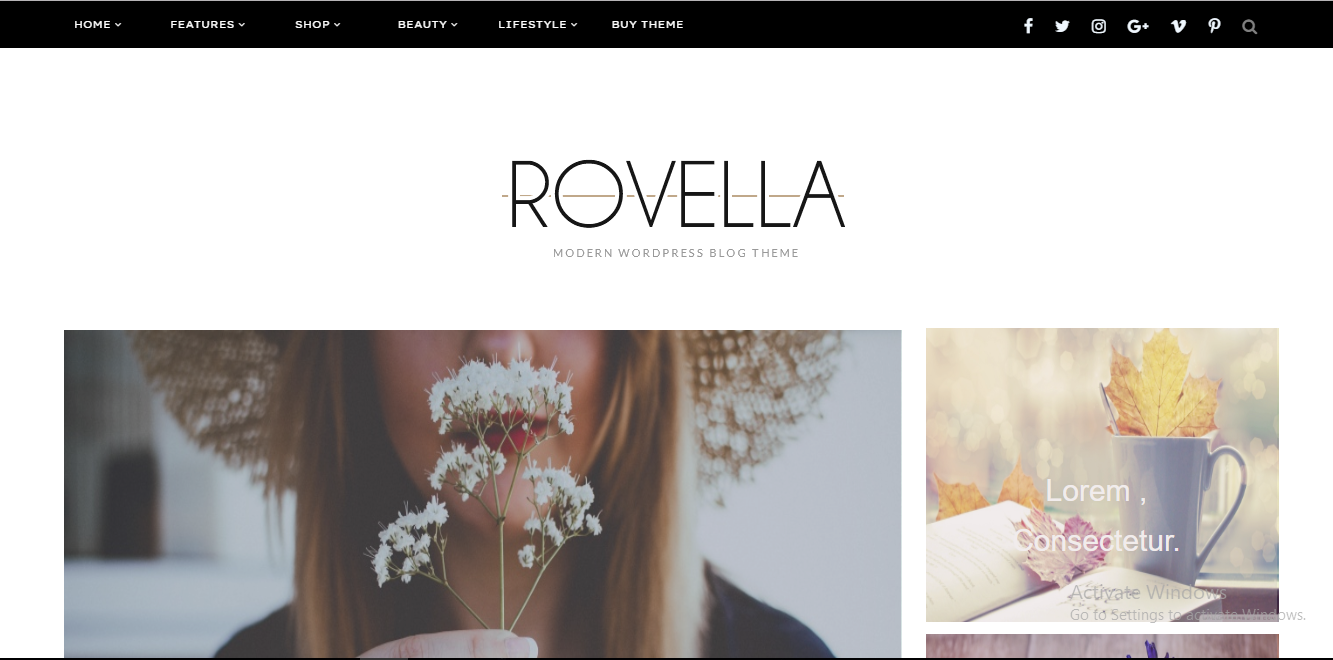 HOME FEATURES SHOP BEAUTY LIFESTYLE BUY THEME
ROVELLA
MODERN WORDPRESS BLOG THEME
Lorem ,
Consectetur.
Activate Windows
Go to Settings to activate Windows.